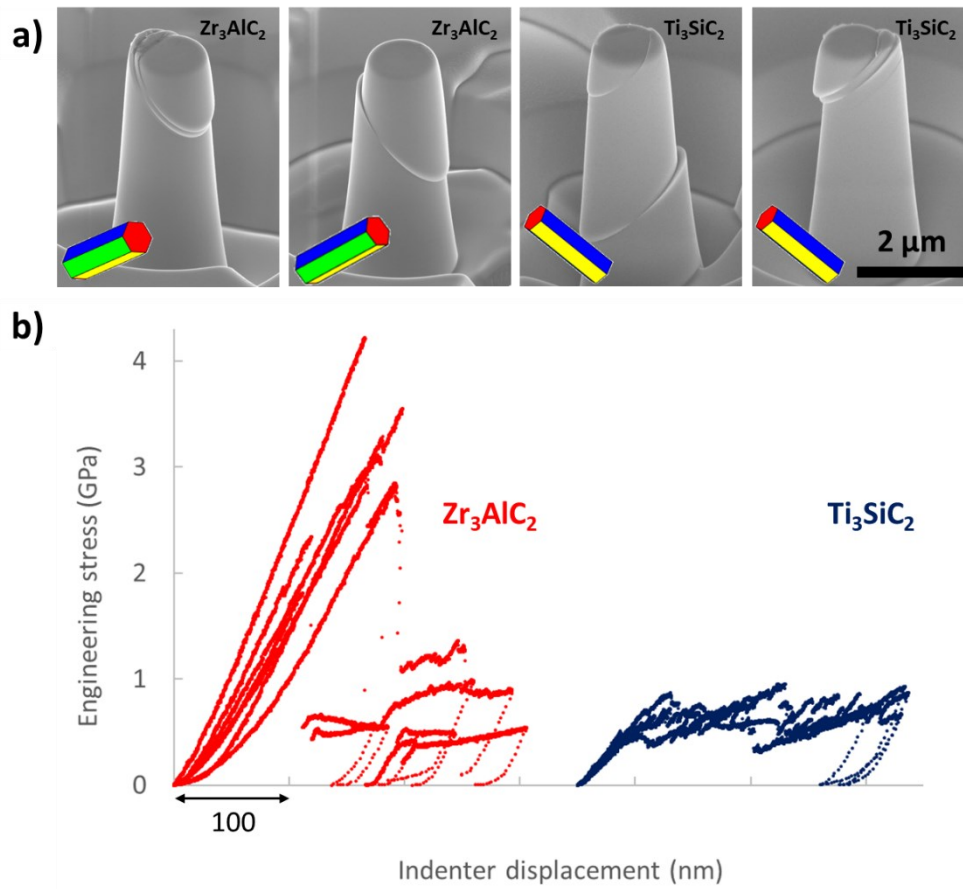 a)
Zr₃AlC₂
Zr₃AlC₂
Ti₃SiC₂
Ti₃SiC₂
2 µm
b)
Engineering stress (GPa)
4
3
2
1
0
Zr₃AlC₂
Ti₃SiC₂
100
Indenter displacement (nm)